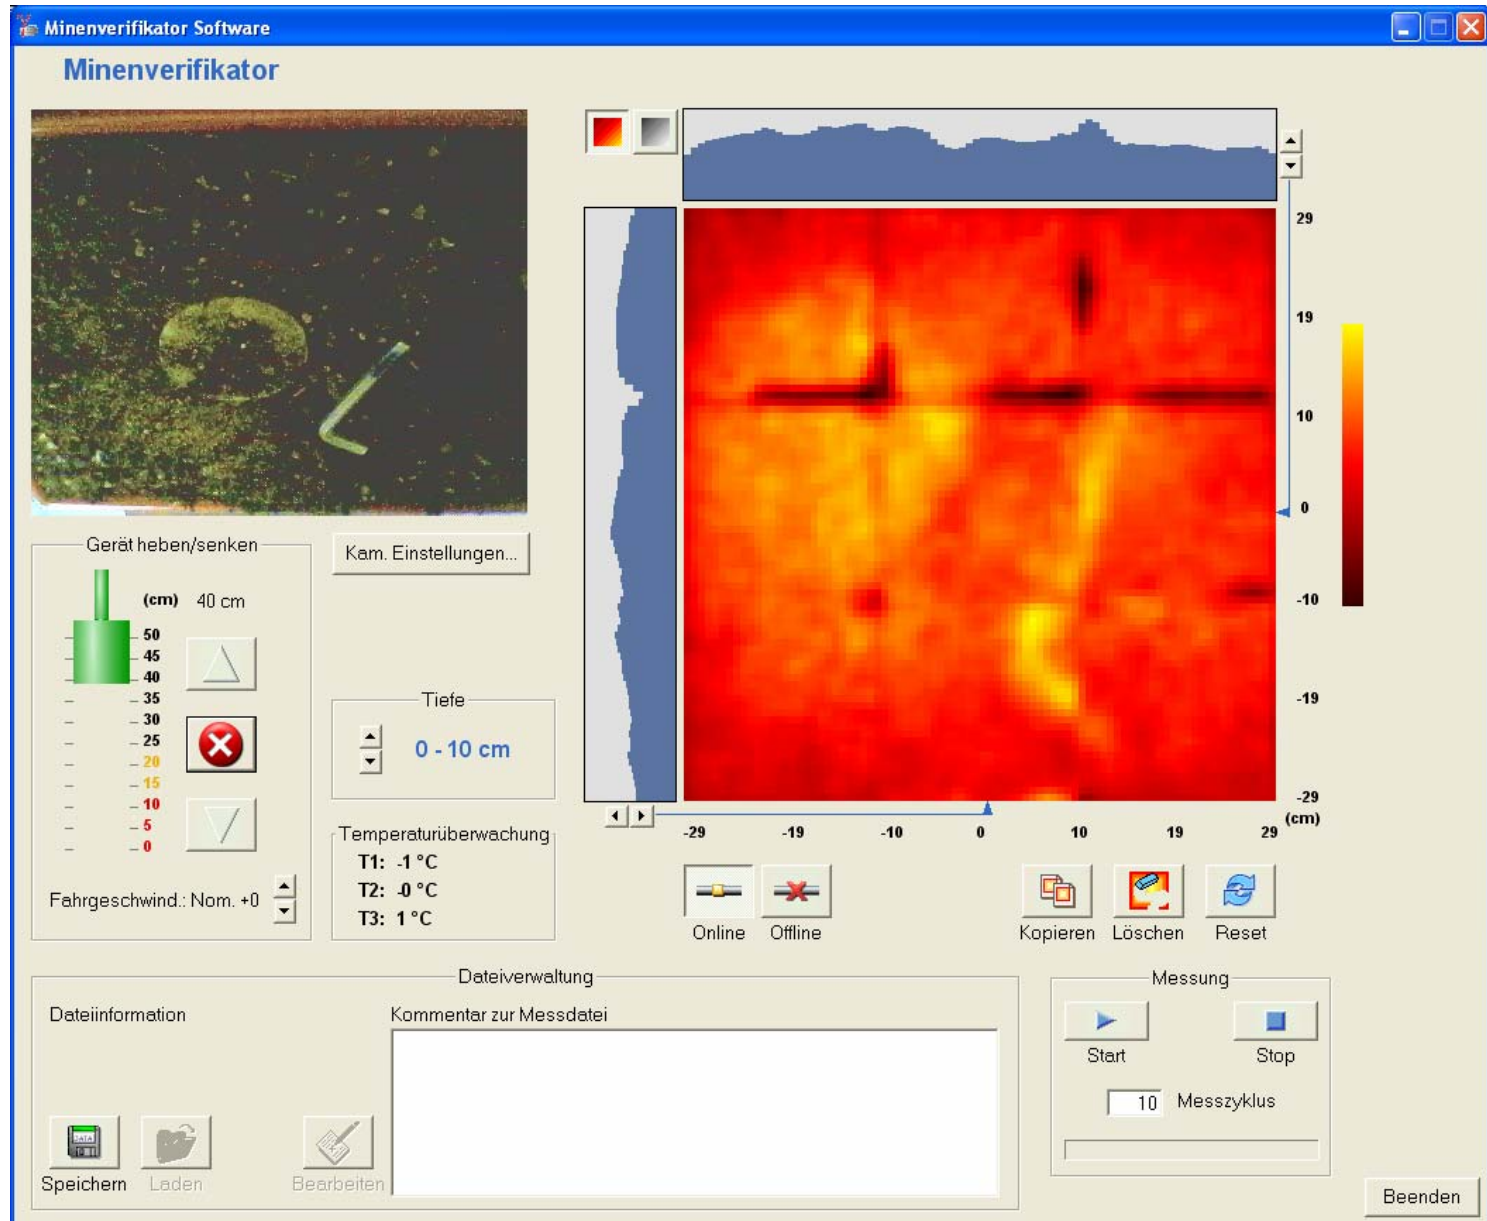 Minenverifikator Software
Minenverifikator
Gerät heben/senken
(cm) 40 cm
50
45
40
35
30
25
20
15
10
5
0
Fahrgeschwind.: Nom. +0
Kam. Einstellungen...
Tiefe
0 - 10 cm
Temperaturüberwachung
T1: -1 °C
T2: -0 °C
T3: 1 °C
29
19
10
0
-10
-19
-29
(cm)
-29 -19 -10 0 10 19 29
Online Offline
Kopieren Löschen Reset
Dateiverwaltung
Dateiinformation
Kommentar zur Messdatei
DATA
Speichern Laden Bearbeiten
Messung
Start Stop
10 Messzyklus
Beenden